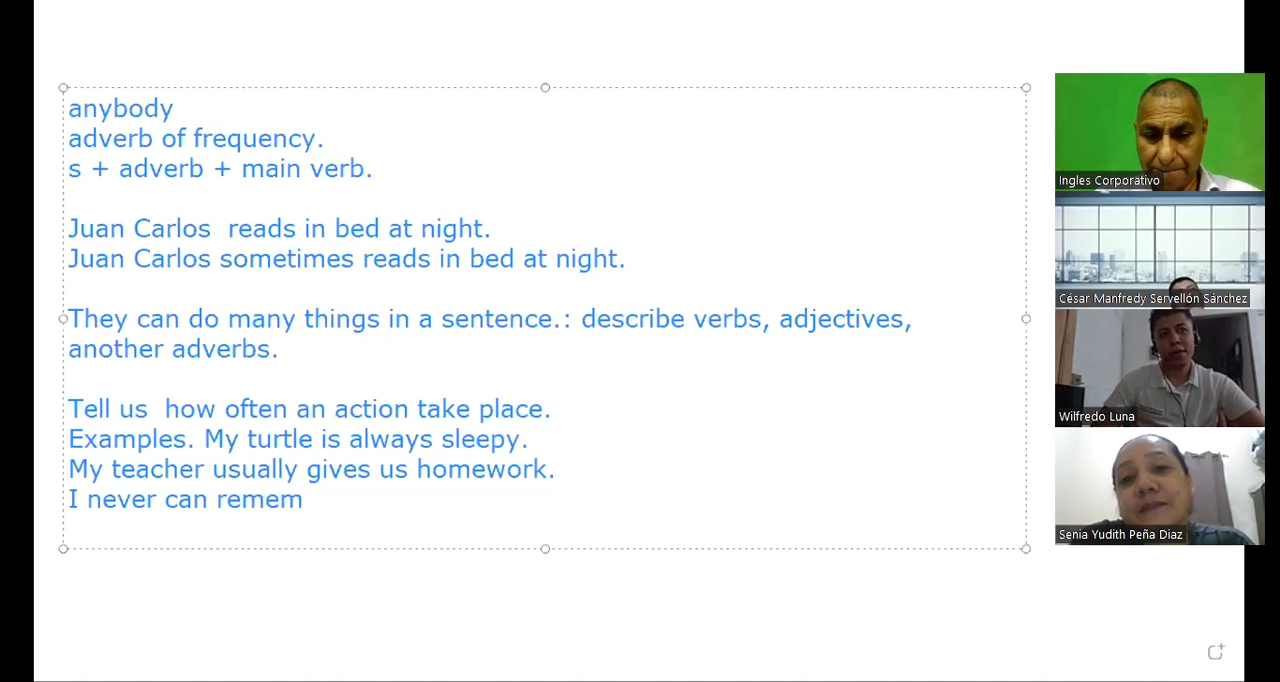 anybody
adverb of frequency.
s + adverb + main verb.
Juan Carlos  reads in bed at night.
Juan Carlos sometimes reads in bed at night.
They can do many things in a sentence.: describe verbs, adjectives,
another adverbs.
Tell us  how often an action take place.
Examples. My turtle is always sleepy.
My teacher usually gives us homework.
I never can remem
Ingles Corporativo
César Manfredy Servellón Sánchez
Wilfredo Luna
Senia Yudith Peña Diaz